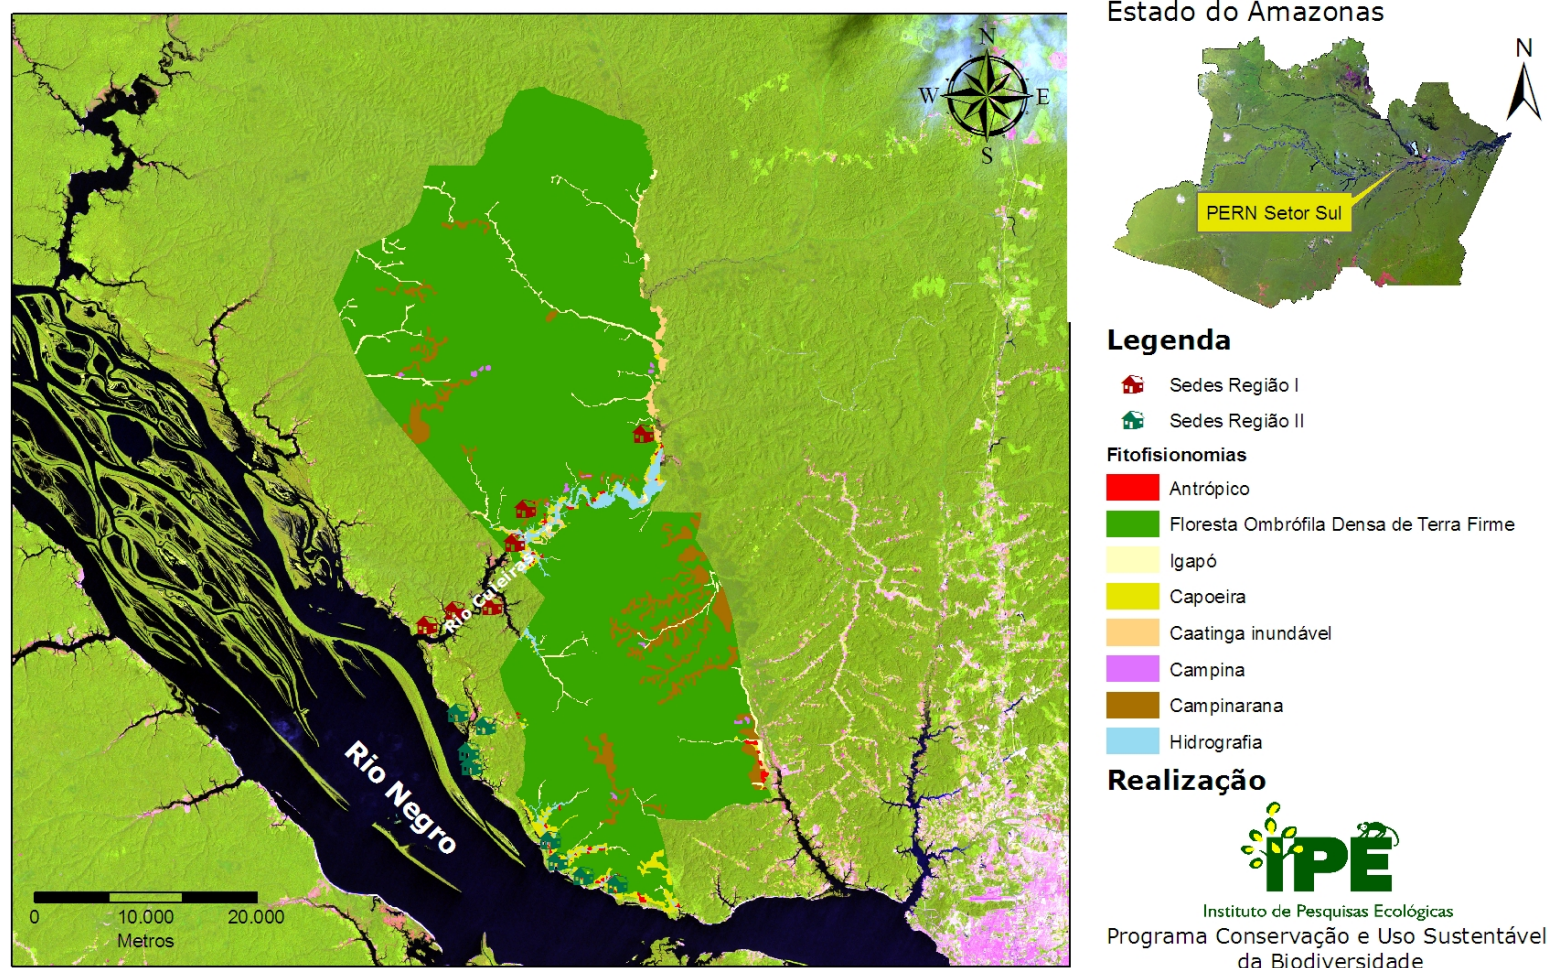 Estado do Amazonas
N
W E
S
N
PERN Setor Sul
Rio Cuieiras
Rio Negro
0 10.000 20.000
Metros
Legenda
Sedes Região I
Sedes Região II
Fitofisionomias
Antrópico
Floresta Ombrófila Densa de Terra Firme
Igapó
Capoeira
Caatinga inundável
Campina
Campinarana
Hidrografia
Realização
IPÊ
Instituto de Pesquisas Ecológicas
Programa Conservação e Uso Sustentável
da Biodiversidade